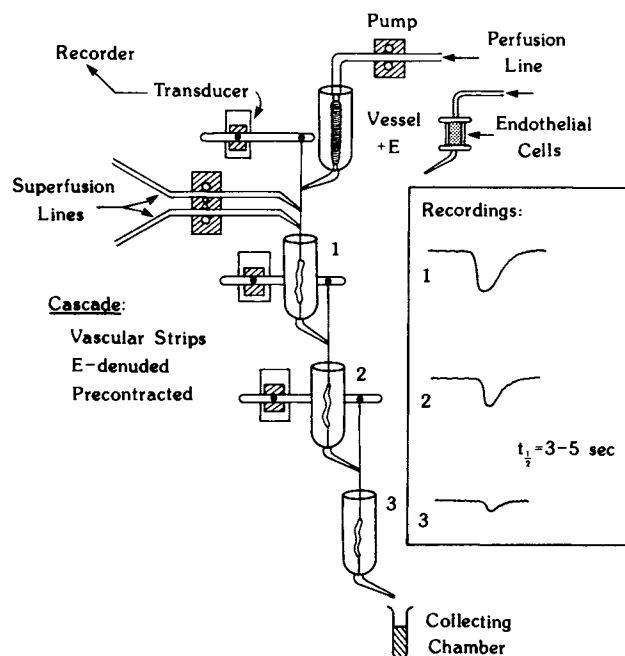 Pump
Recorder
Perfusion
Line
Transducer
Vessel
+E
Endothelial
Cells
Superfusion
Lines
Recordings:
1
1
Cascade:
Vascular Strips
E-denuded
Precontracted
2
2
t½=3-5 sec
3
3
Collecting
Chamber